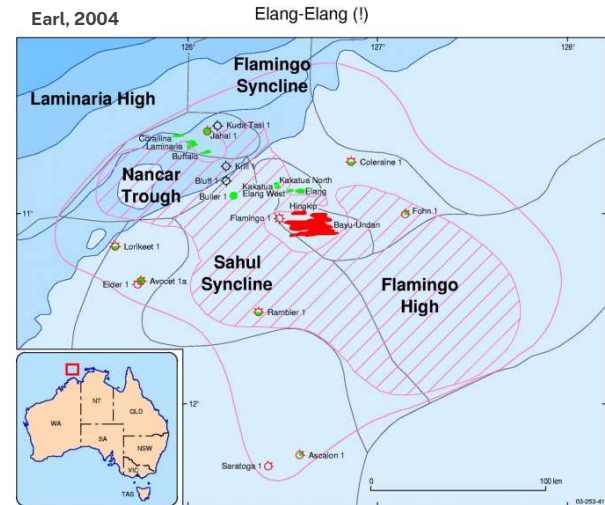 Earl, 2004
Elang-Elang (!)
126°
127°
128°
Flamingo
Syncline
Laminaria High
Kuda Tasi 1
Jahal 1
Corallina
Laminaria
Buffalo
Nancar
Trough
Krill 1
Bluff 1
Buller 1
Kakatua
Elang West
Kakatua North
Elang
Coleraine 1
Hingkip
Flamingo 1
Bayu-Undan
Fohn 1
11°
Lorikeet 1
Elder 1
Avocet 1a
Sahul
Syncline
Flamingo
High
Rambler 1
12°
Ascalon 1
Saratoga 1
WA
NT
SA
QLD
NSW
VIC
TAS
0
100 km
03-253-41